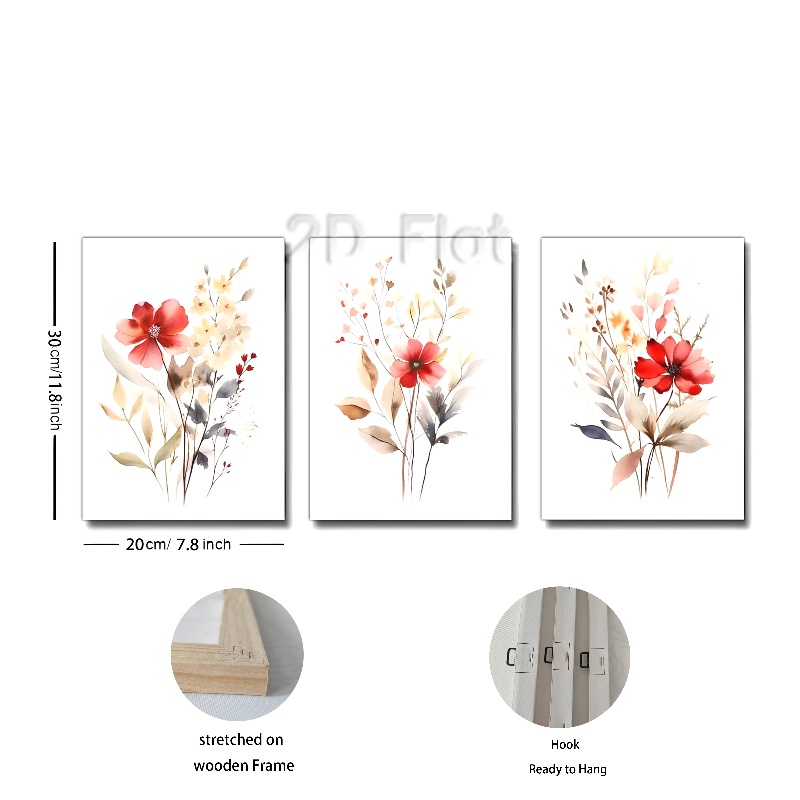 2D Flat
30cm/11.8inch
20cm/ 7.8 inch
stretched on
wooden Frame
Hook
Ready to Hang